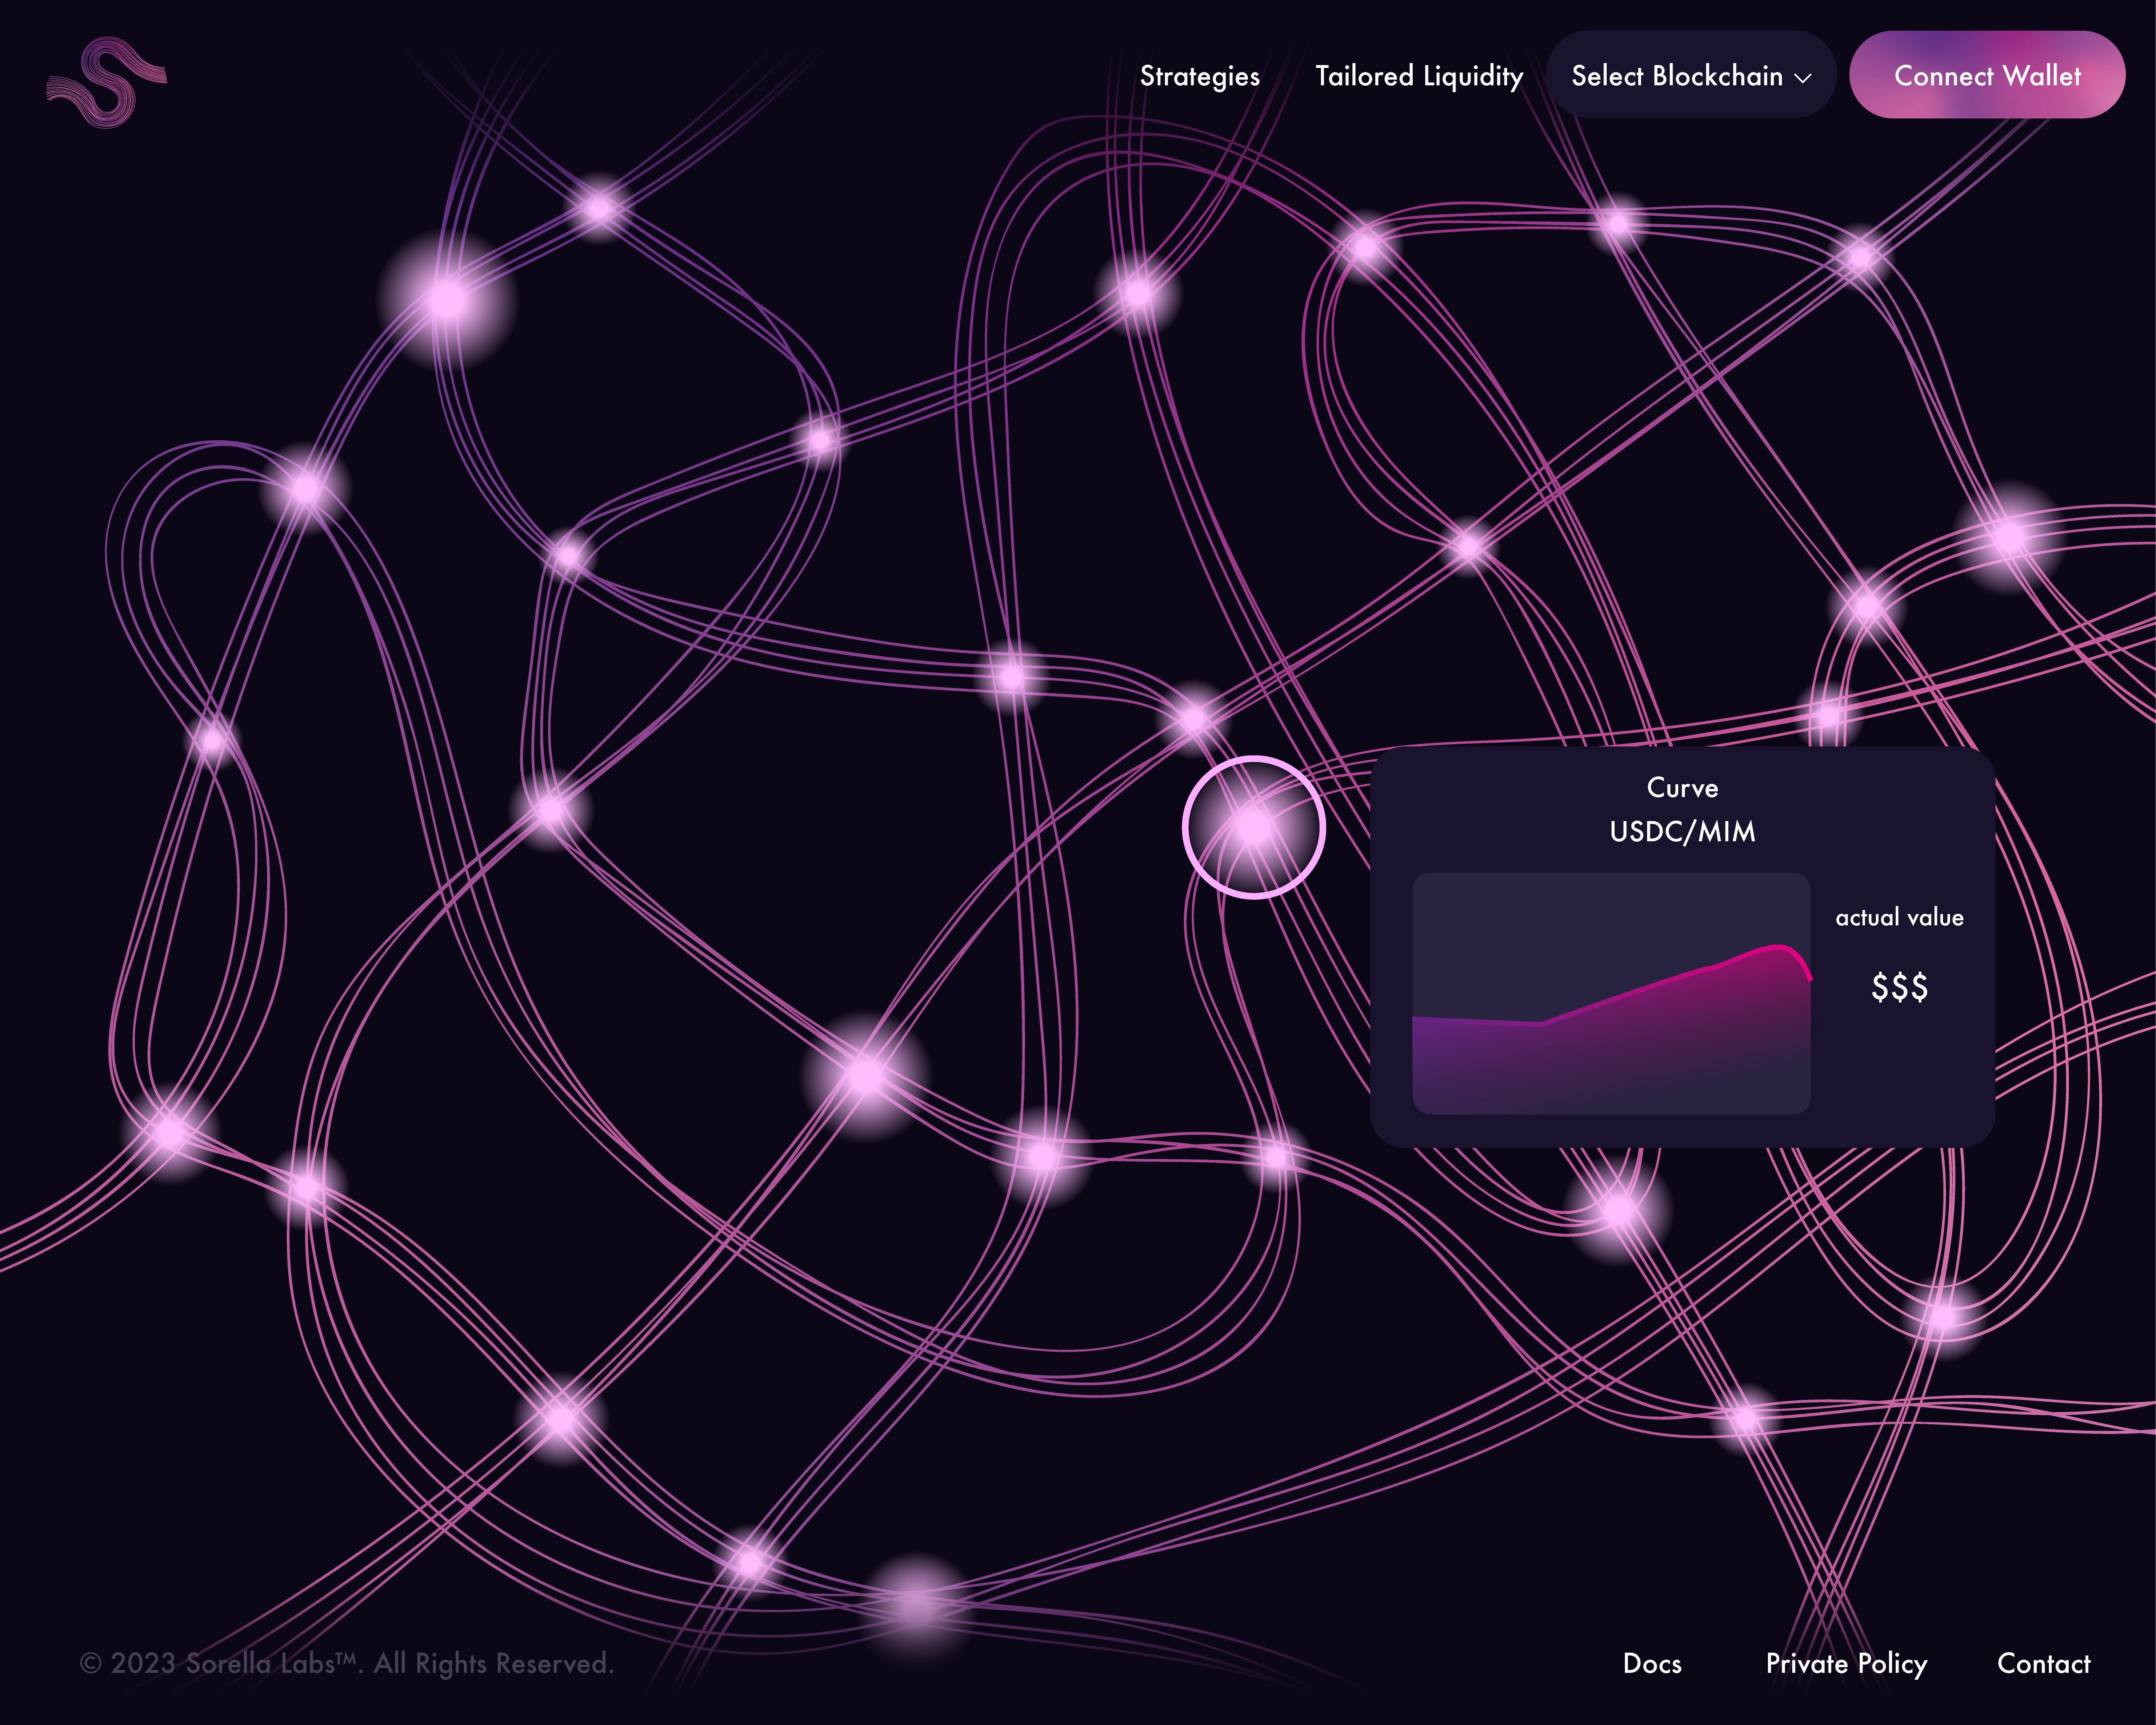 Strategies
Tailored Liquidity
Select Blockchain
Connect Wallet
Curve
USDC/MIM
actual value
$$$
© 2023 Sorella Labs™. All Rights Reserved.
Docs
Private Policy
Contact